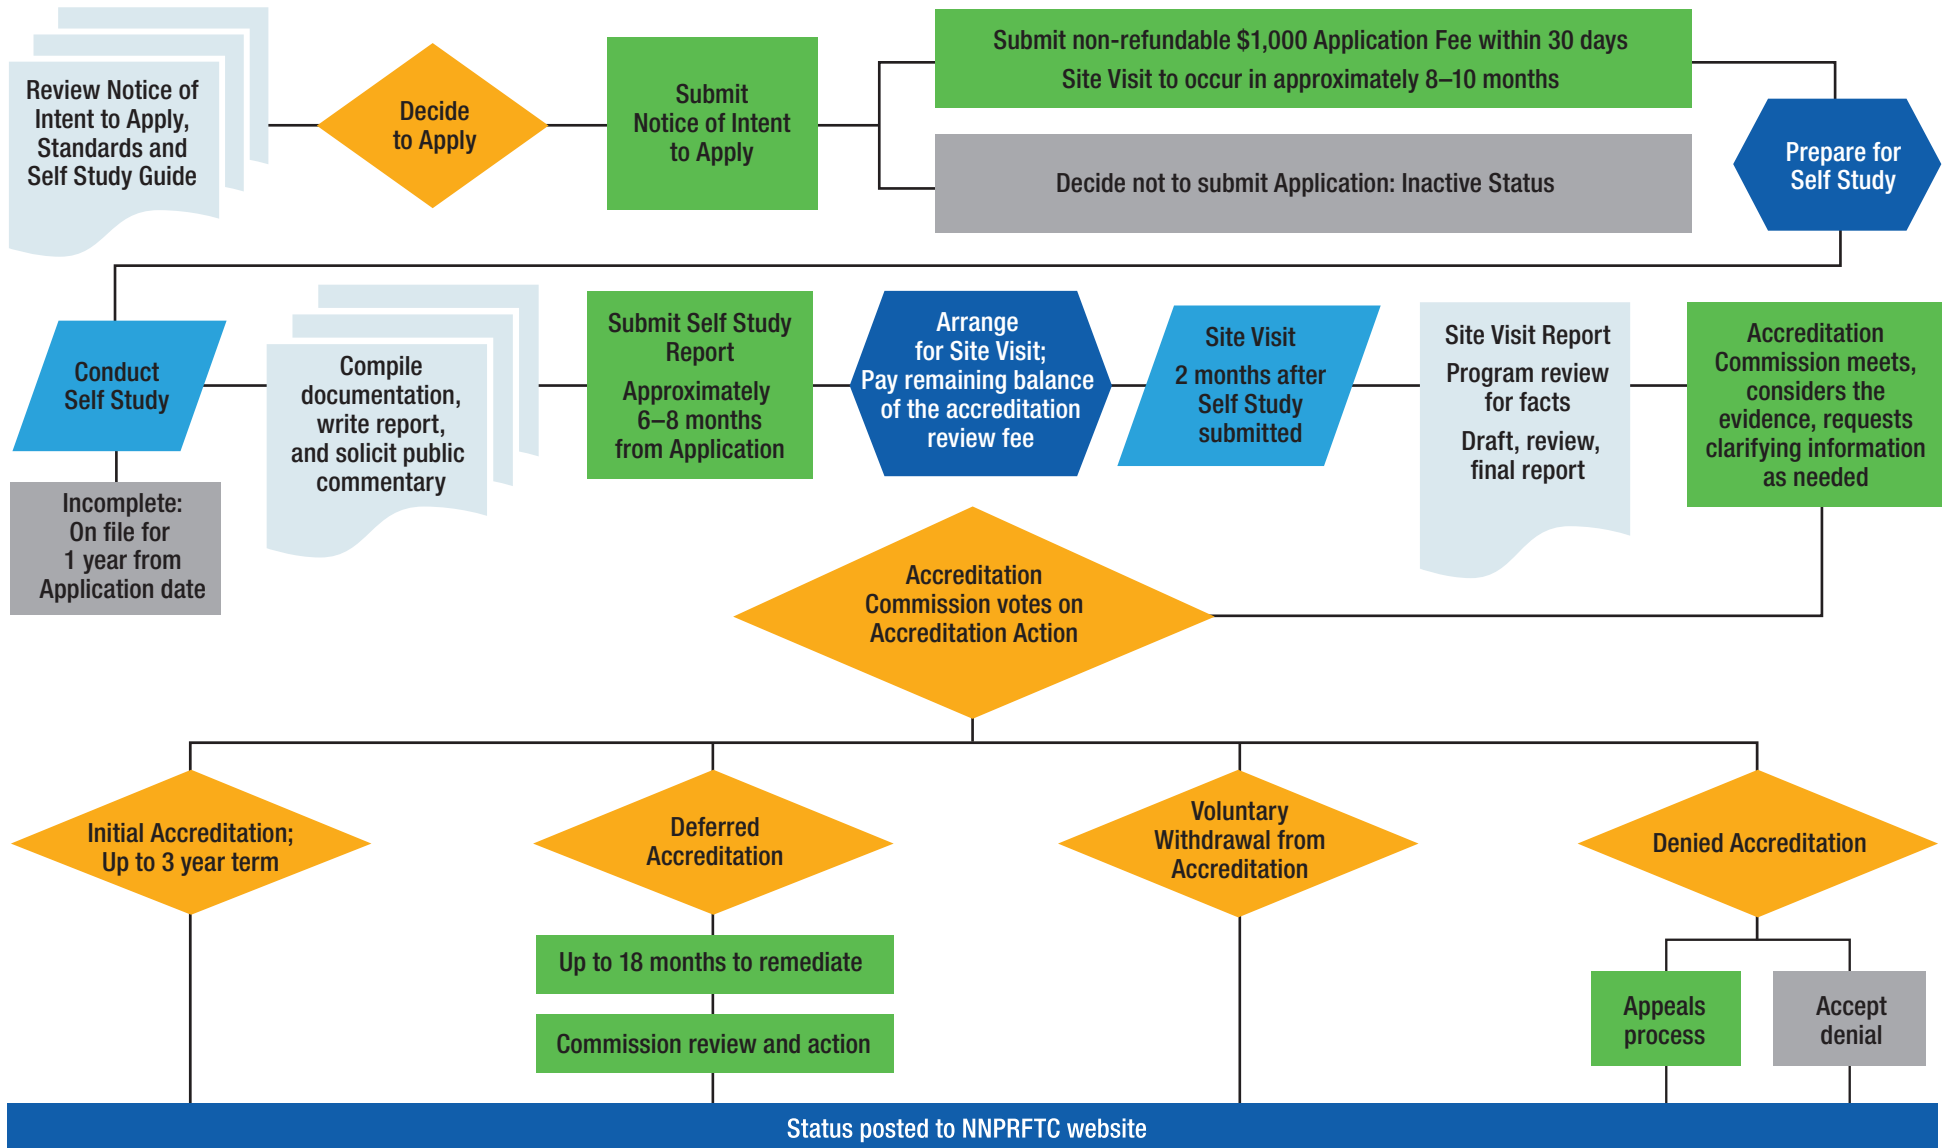 Review Notice of
Intent to Apply,
Standards and
Self Study Guide
Decide
to Apply
Submit
Notice of Intent
to Apply
Submit non-refundable $1,000 Application Fee within 30 days
Site Visit to occur in approximately 8–10 months
Decide not to submit Application: Inactive Status
Prepare for
Self Study
Conduct
Self Study
Incomplete:
On file for
1 year from
Application date
Compile
documentation,
write report,
and solicit public
commentary
Submit Self Study
Report
Approximately
6–8 months
from Application
Arrange
for Site Visit;
Pay remaining balance
of the accreditation
review fee
Site Visit
2 months after
Self Study
submitted
Site Visit Report
Program review
for facts
Draft, review,
final report
Accreditation
Commission meets,
considers the
evidence, requests
clarifying information
as needed
Accreditation
Commission votes on
Accreditation Action
Initial Accreditation;
Up to 3 year term
Deferred
Accreditation
Up to 18 months to remediate
Commission review and action
Voluntary
Withdrawal from
Accreditation
Denied Accreditation
Appeals
process
Accept
denial
Status posted to NNPRFTC website